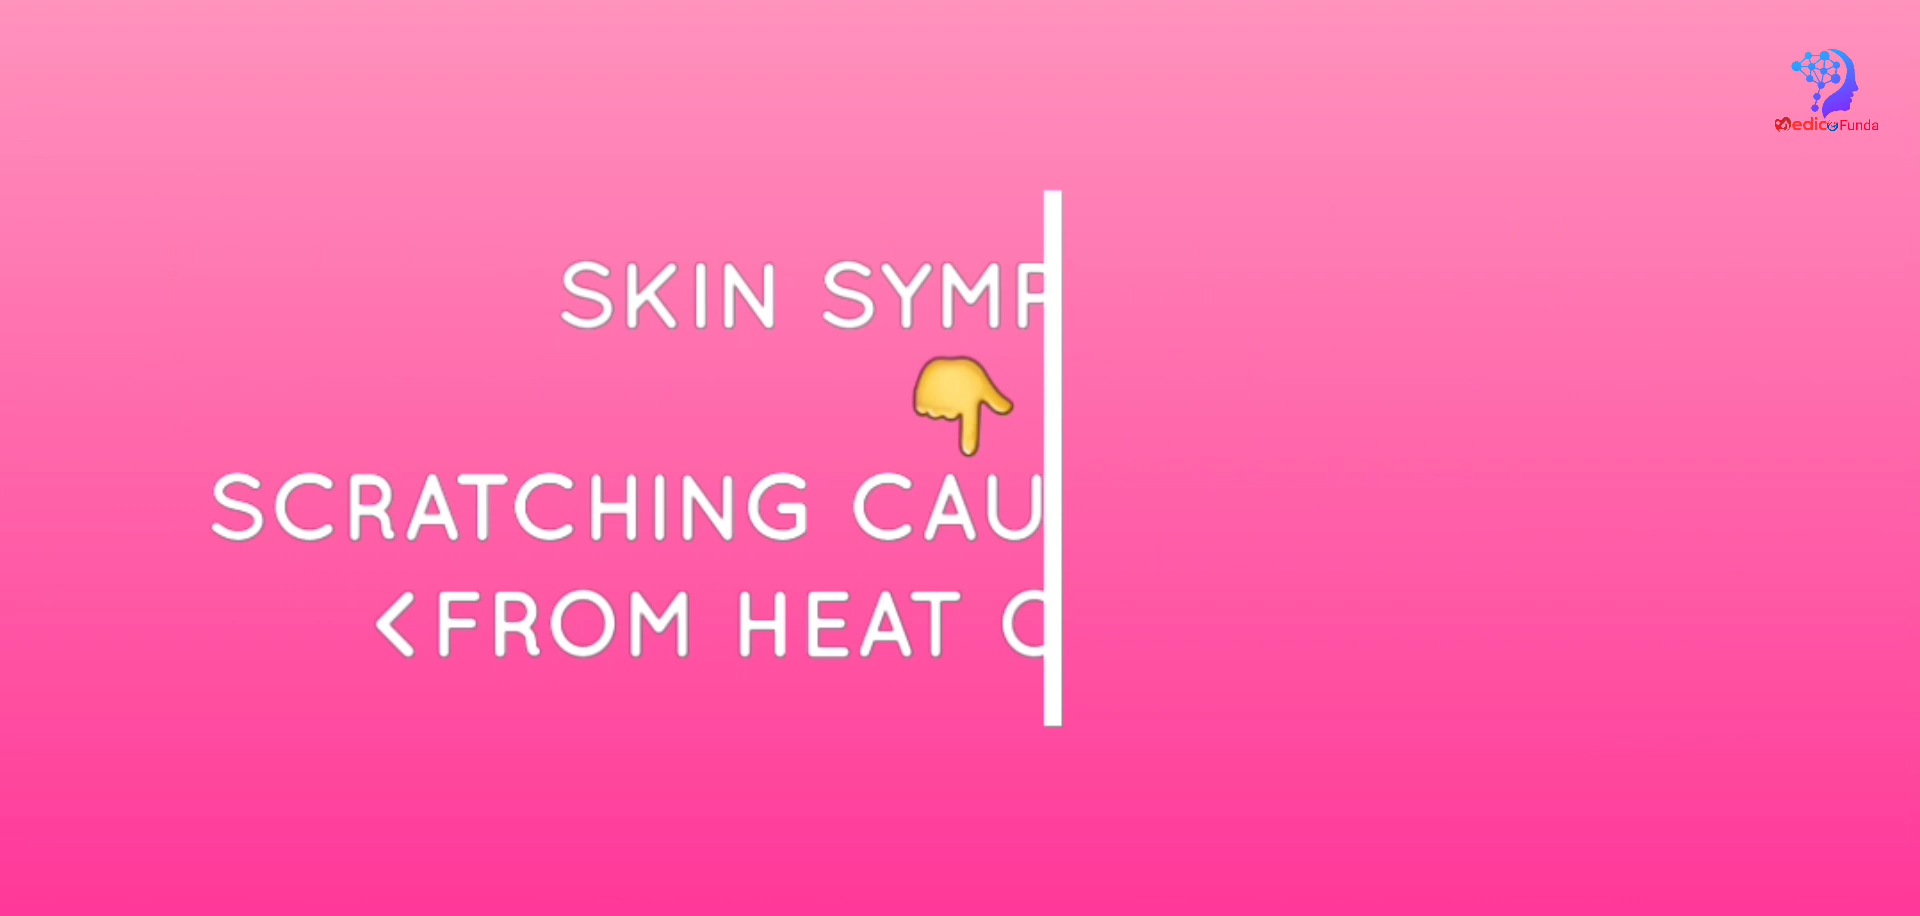 MedicoFunda
SKIN SYMP
👇
SCRATCHING CAU
<FROM HEAT O